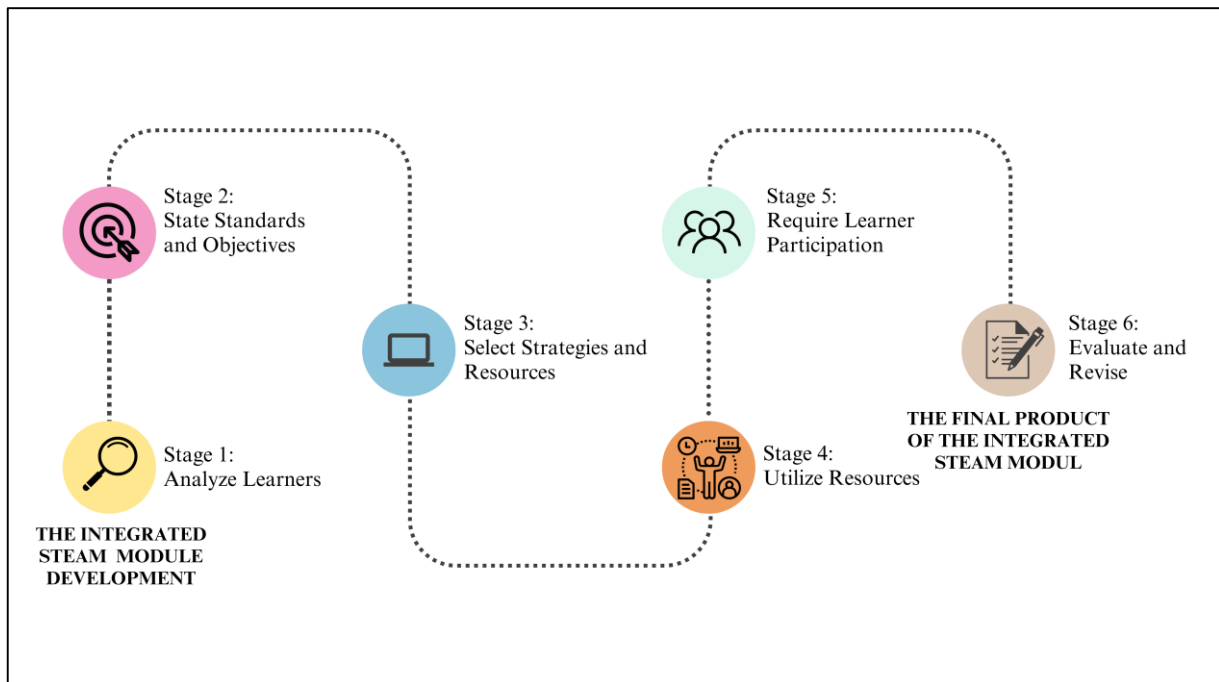 Stage 1:
Analyze Learners
THE INTEGRATED
STEAM MODULE
DEVELOPMENT
Stage 2:
State Standards
and Objectives
Stage 3:
Select Strategies and
Resources
Stage 4:
Utilize Resources
Stage 5:
Require Learner
Participation
Stage 6:
Evaluate and
Revise
THE FINAL PRODUCT
OF THE INTEGRATED
STEAM MODUL